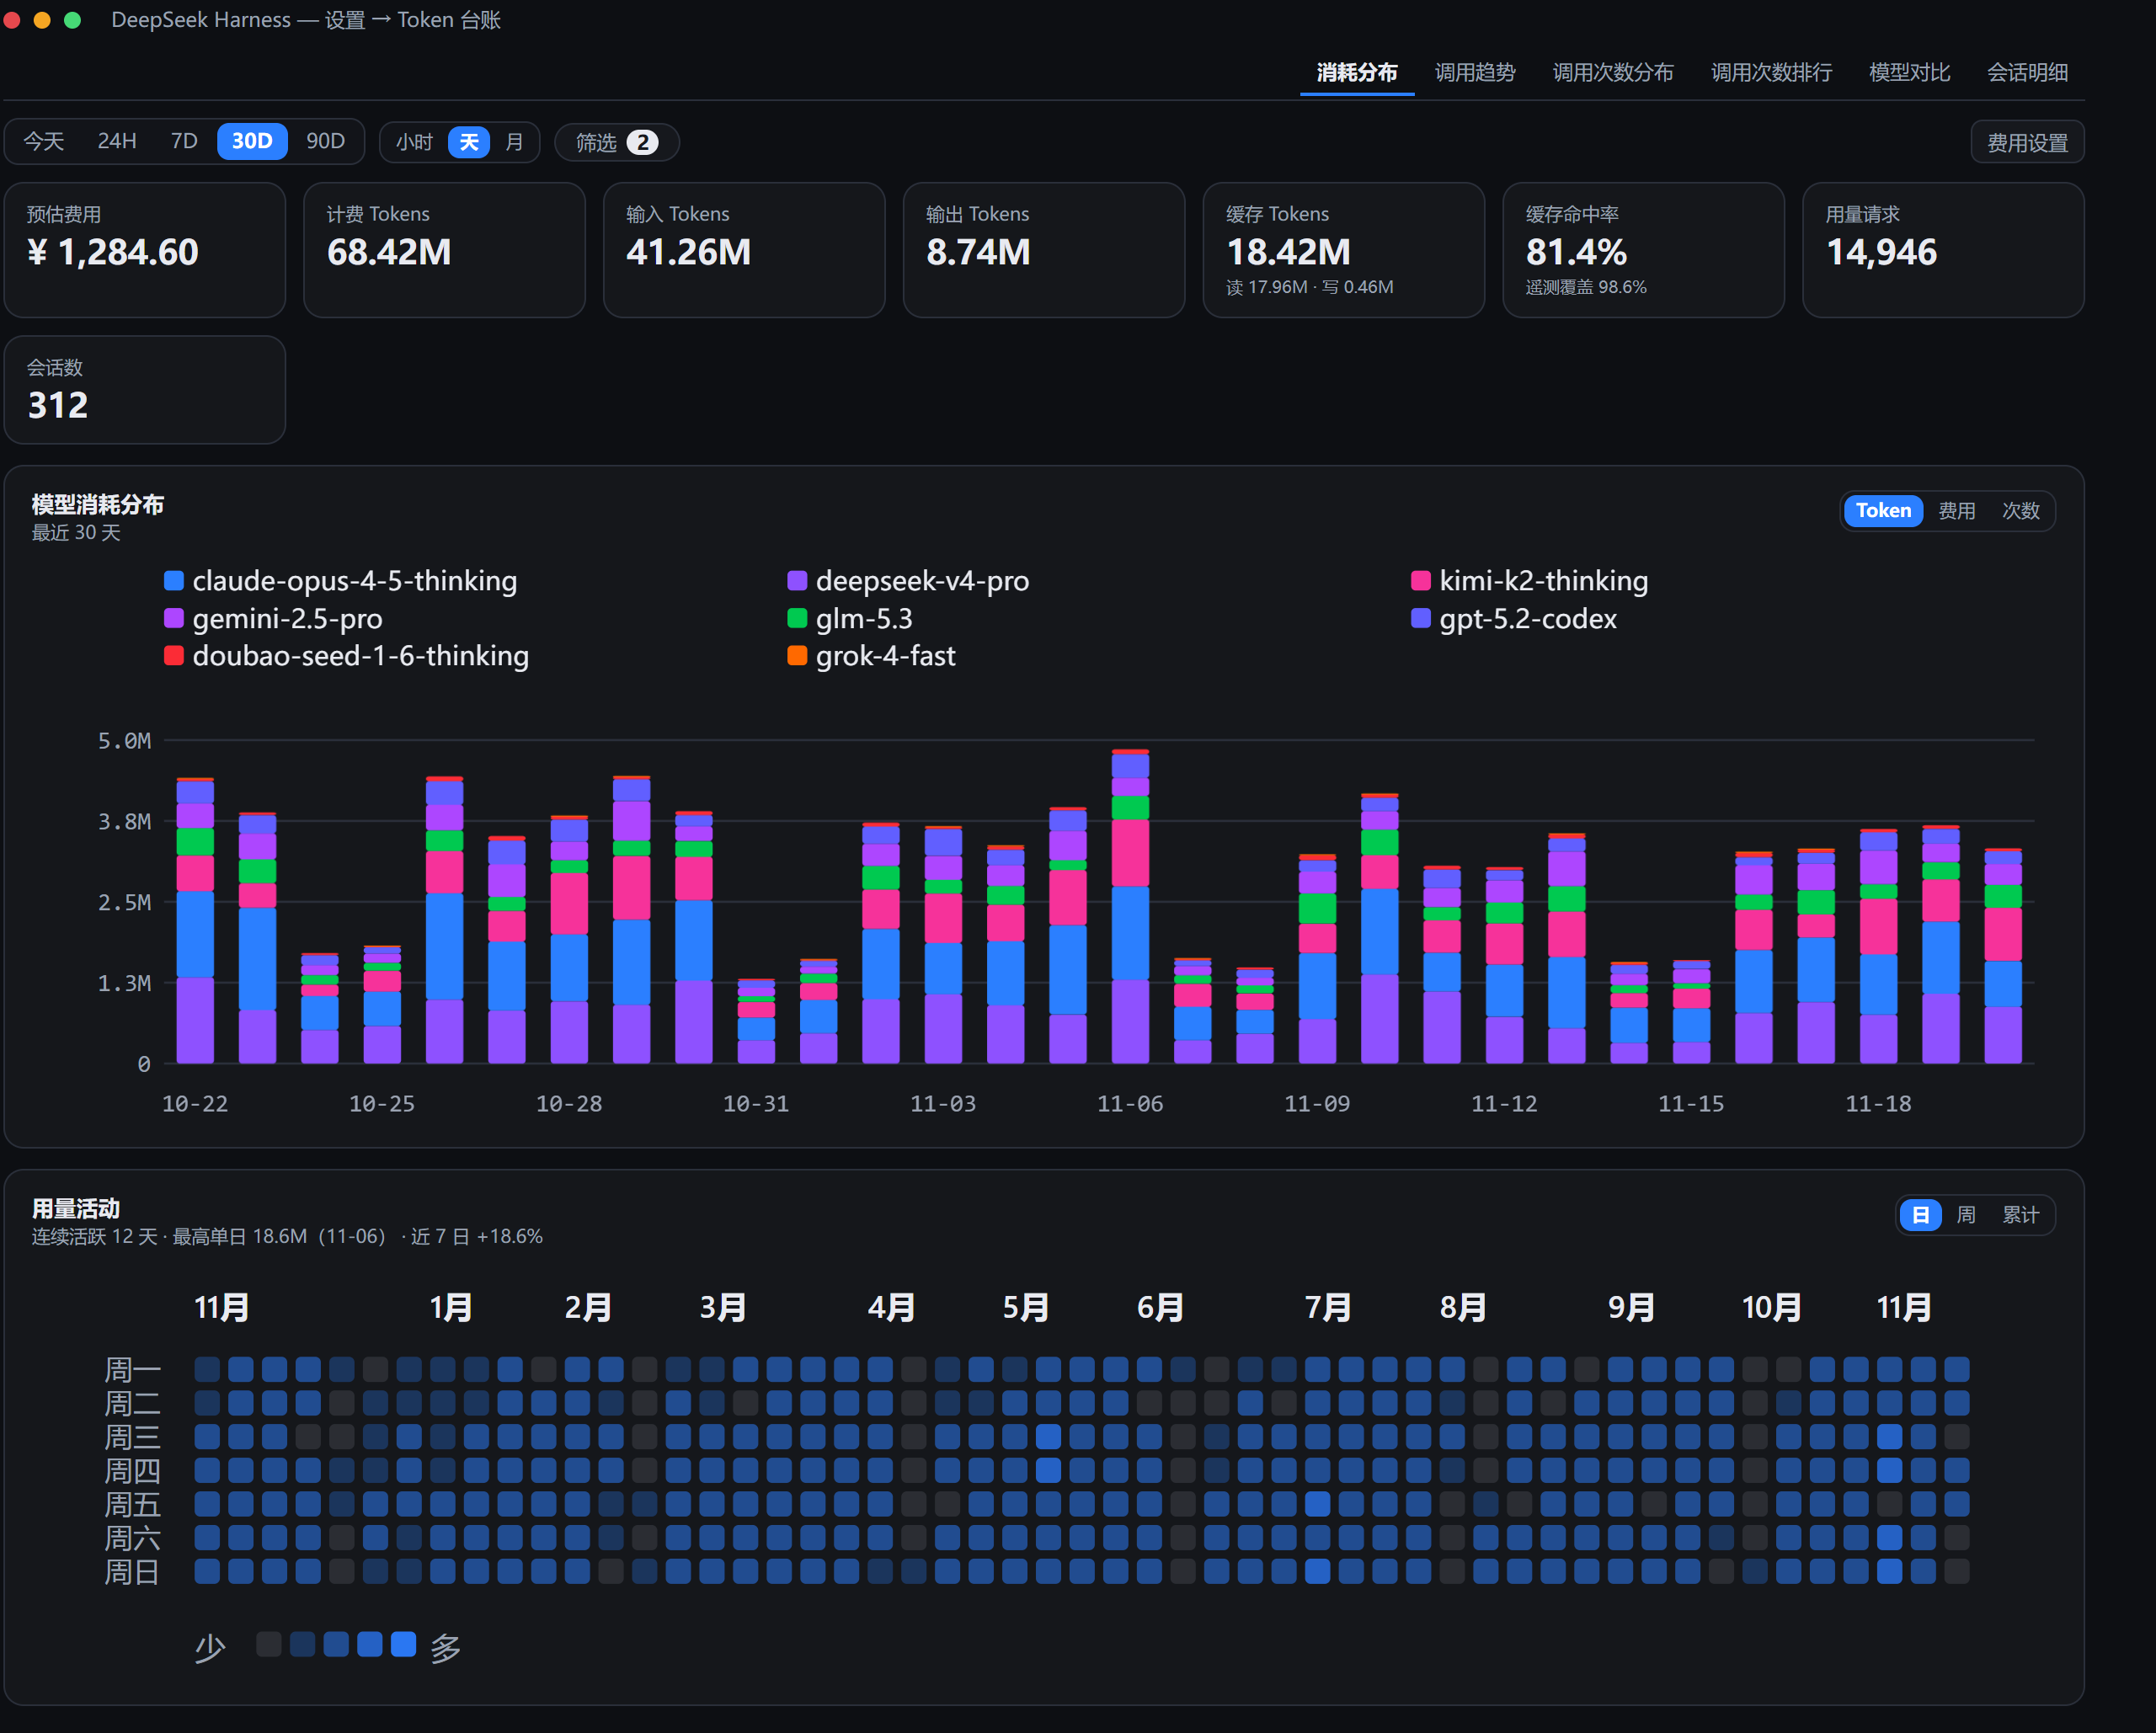 DeepSeek Harness — 设置 → Token 台账
消耗分布 调用趋势 调用次数分布 调用次数排行 模型对比 会话明细
今天 24H 7D 30D 90D 小时 天 月 筛选 2 费用设置
预估费用
¥ 1,284.60
计费 Tokens
68.42M
输入 Tokens
41.26M
输出 Tokens
8.74M
缓存 Tokens
18.42M
读 17.96M · 写 0.46M
缓存命中率
81.4%
遥测覆盖 98.6%
用量请求
14,946
会话数
312
模型消耗分布
最近 30 天
Token 费用 次数
claude-opus-4-5-thinking deepseek-v4-pro kimi-k2-thinking
gemini-2.5-pro glm-5.3 gpt-5.2-codex
doubao-seed-1-6-thinking grok-4-fast
5.0M
3.8M
2.5M
1.3M
0
10-22 10-25 10-28 10-31 11-03 11-06 11-09 11-12 11-15 11-18
用量活动
连续活跃 12 天 · 最高单日 18.6M（11-06） · 近 7 日 +18.6%
日 周 累计
11月 1月 2月 3月 4月 5月 6月 7月 8月 9月 10月 11月
周一
周二
周三
周四
周五
周六
周日
少 多